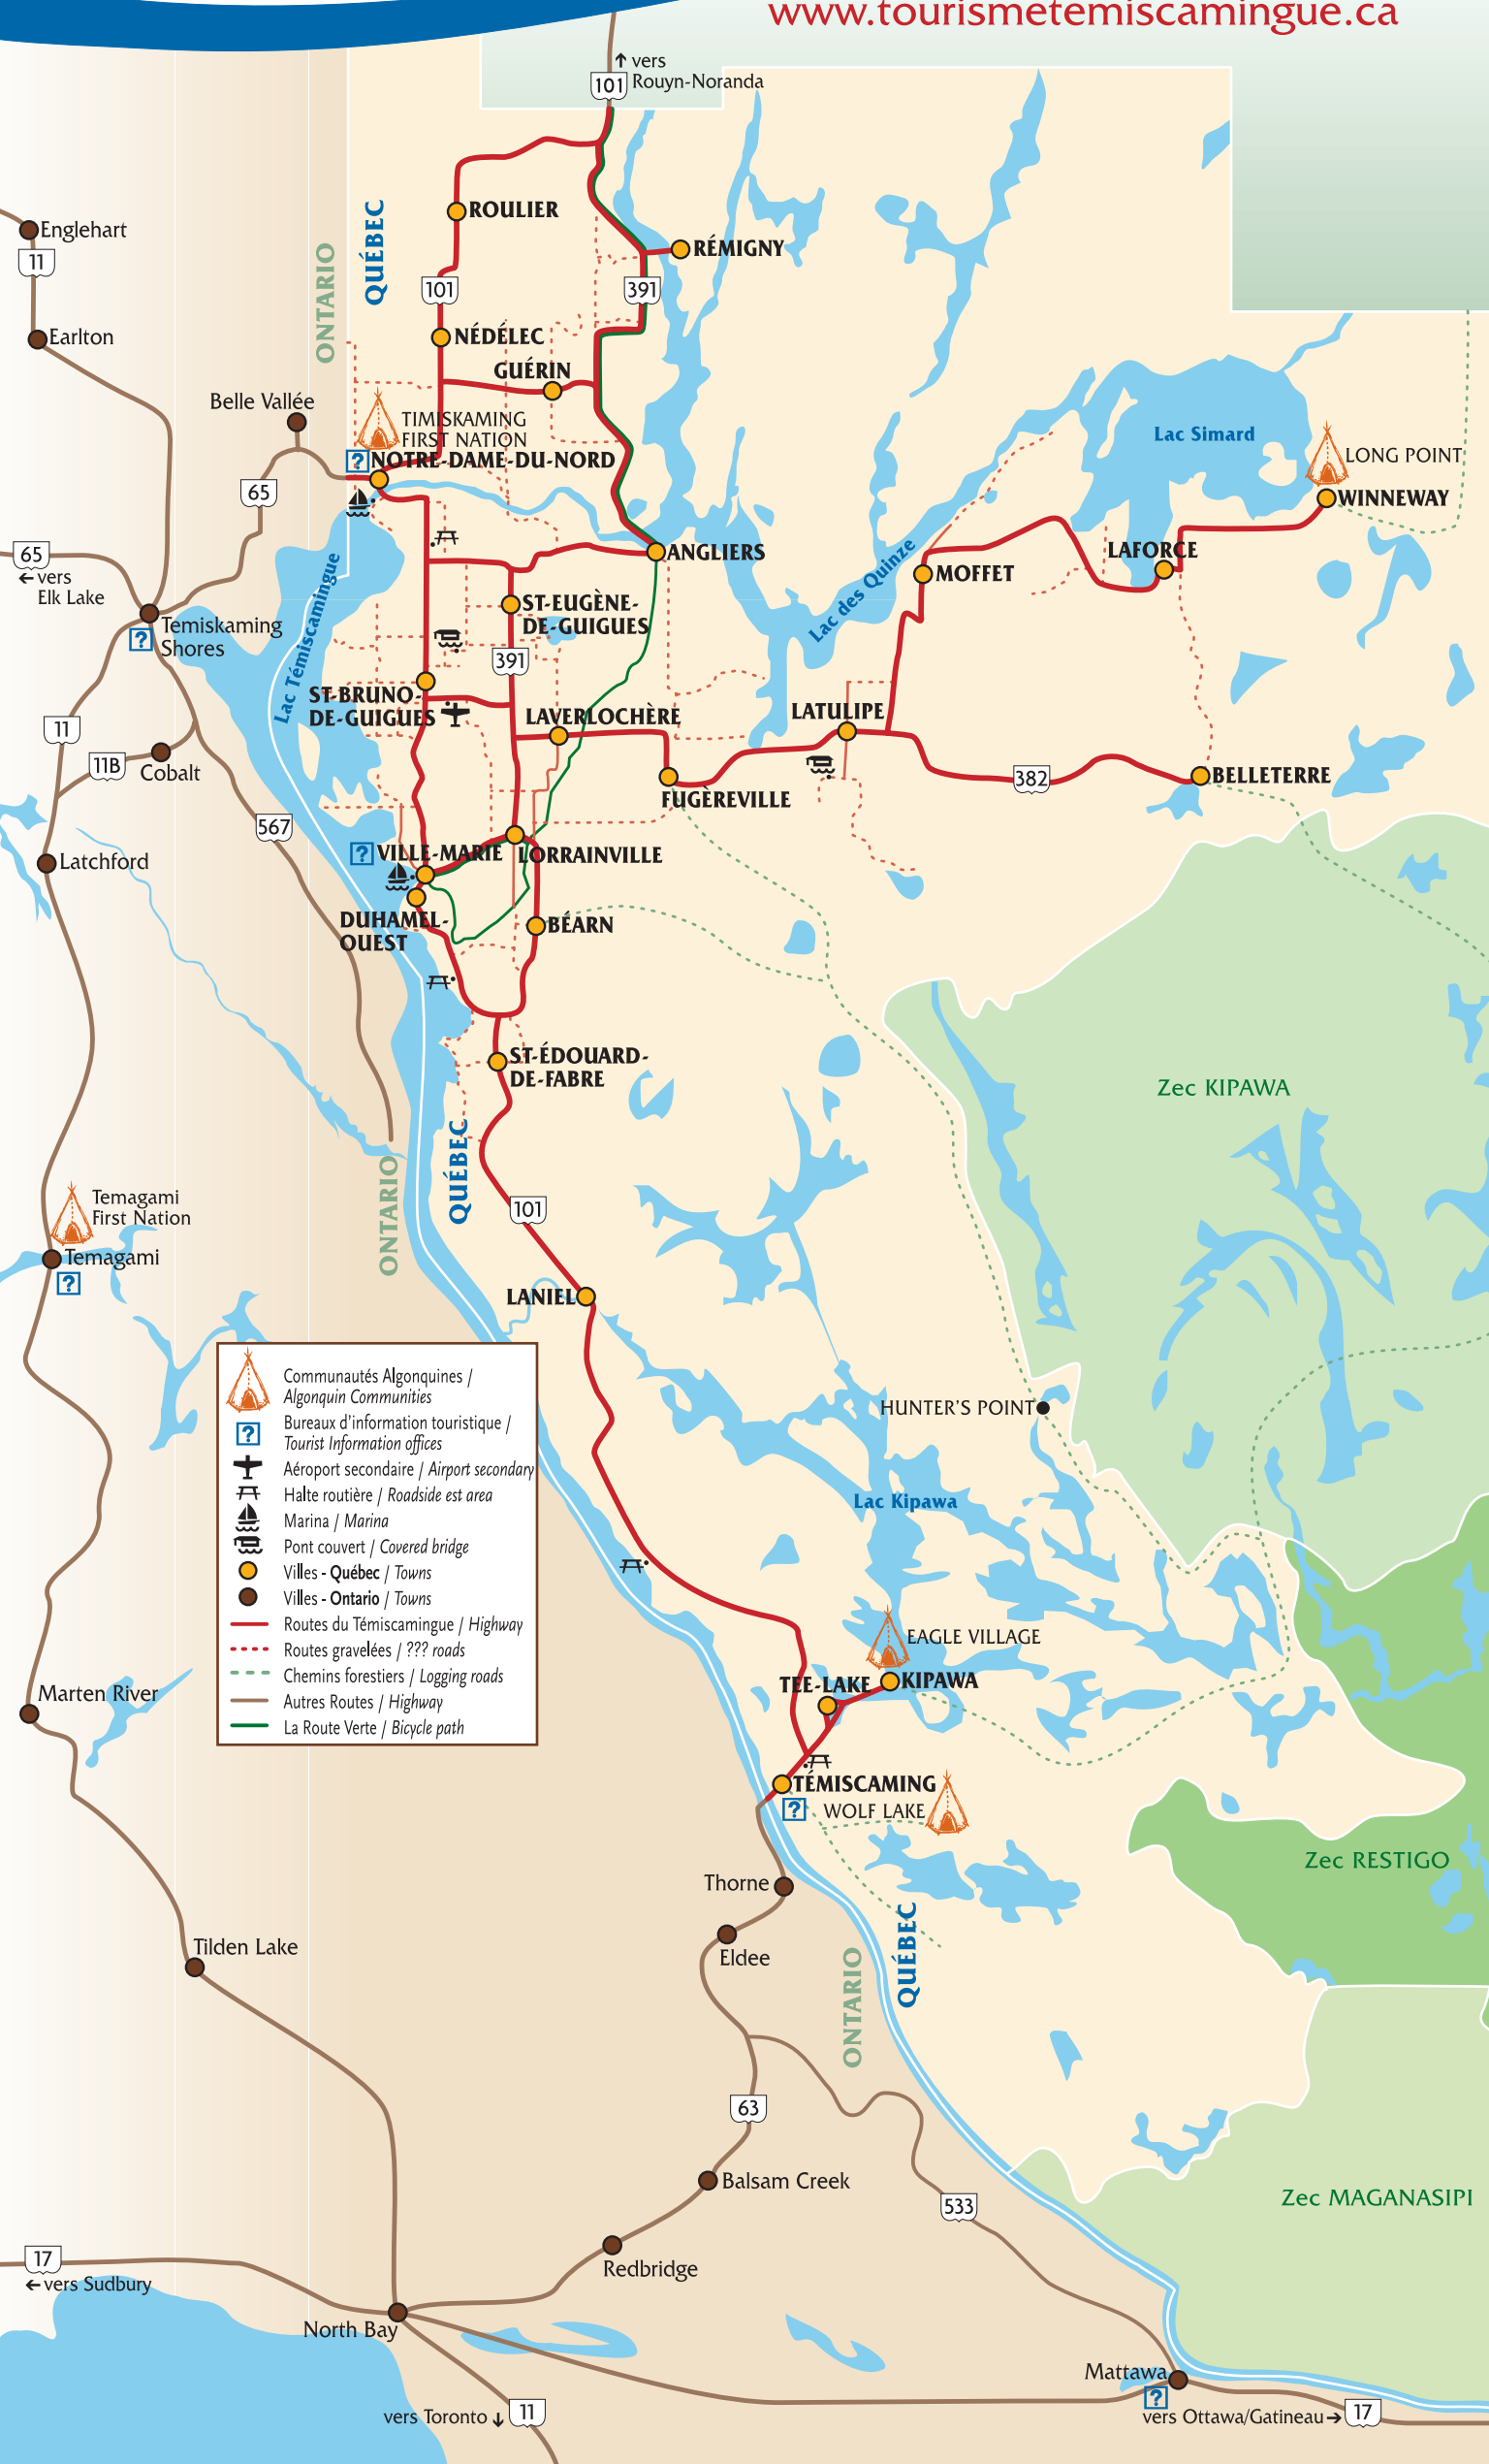 www.tourismetemiscamingue.ca
↑ vers
Rouyn-Noranda
101
ROULIER
Englehart
11
QUÉBEC
ONTARIO
RÉMIGNY
101
391
Earlton
NÉDÉLEC
GUÉRIN
Belle Vallée
TIMISKAMING
FIRST NATION
Lac Simard
LONG POINT
? NOTRE-DAME-DU-NORD
65
WINNEWAY
65
← vers
Elk Lake
ANGLIERS
LAFORCE
MOFFET
Lac des Quinze
Lac Témiscamingue
ST-EUGÈNE-
DE-GUIGUES
Temiskaming
Shores
?
391
ST-BRUNO-
DE-GUIGUES
LAVERLOCHÈRE
LATULIPE
11
11B
Cobalt
382
BELLETERRE
FUGÈREVILLE
567
Latchford
? VILLE-MARIE
LORRAINVILLE
DUHAMEL-
OUEST
BÉARN
ST-ÉDOUARD-
DE-FABRE
Zec KIPAWA
QUÉBEC
ONTARIO
Temagami
First Nation
101
Temagami
?
LANIEL
Communautés Algonquines /
Algonquin Communities
?
Bureaux d'information touristique /
Tourist Information offices
Aéroport secondaire / Airport secondary
Halte routière / Roadside est area
Marina / Marina
Pont couvert / Covered bridge
Villes - Québec / Towns
Villes - Ontario / Towns
Routes du Témiscamingue / Highway
Routes gravelées / ??? roads
Chemins forestiers / Logging roads
Autres Routes / Highway
La Route Verte / Bicycle path
HUNTER'S POINT
Lac Kipawa
EAGLE VILLAGE
TEE-LAKE
KIPAWA
Marten River
TÉMISCAMING
?
WOLF LAKE
Zec RESTIGO
Thorne
Eldee
Tilden Lake
QUÉBEC
ONTARIO
63
Balsam Creek
533
Zec MAGANASIPI
Redbridge
17
← vers Sudbury
North Bay
Mattawa
?
vers Toronto ↓
11
vers Ottawa/Gatineau →
17